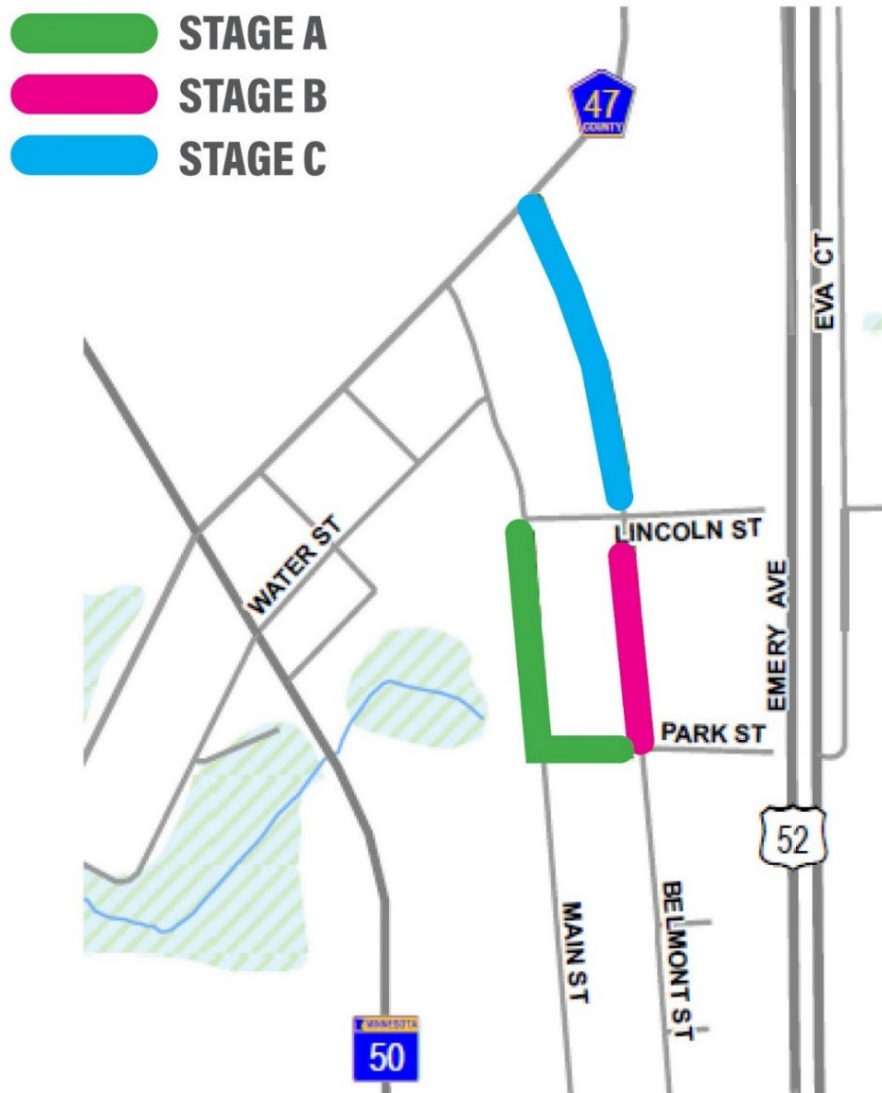 STAGE A
STAGE B
STAGE C
47
COUNTY
EVA CT
WATER ST
LINCOLN ST
EMERY AVE
PARK ST
52
MAIN ST
BELMONT ST
MINNESOTA
50